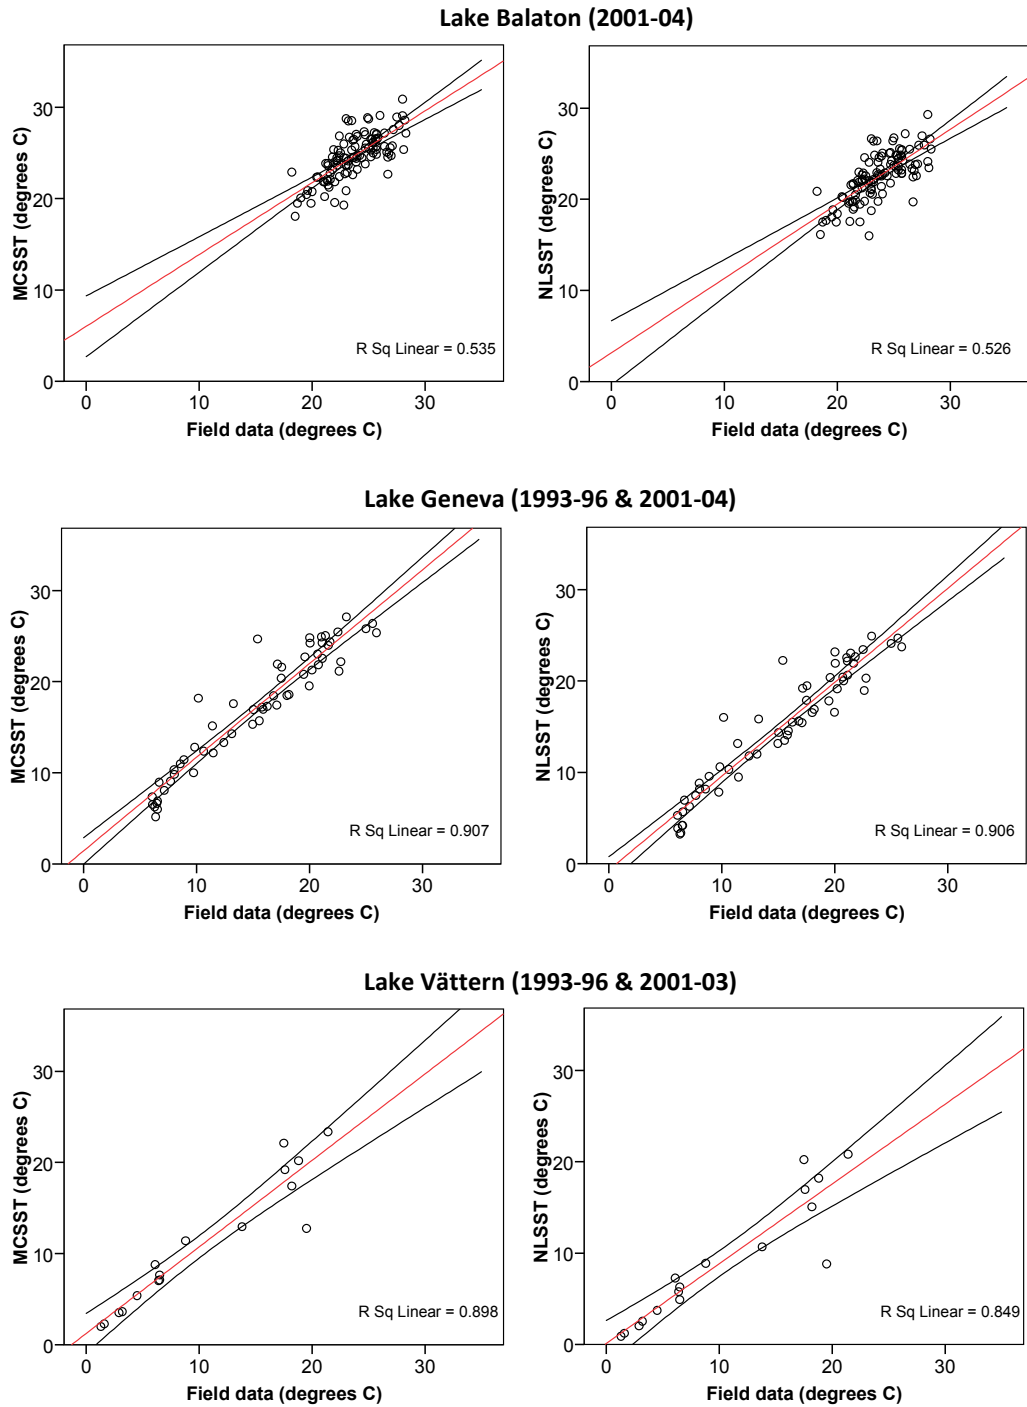 Lake Balaton (2001-04)
MCSST (degrees C)
30
20
10
0
R Sq Linear = 0.535
0 10 20 30
Field data (degrees C)
NLSST (degrees C)
30
20
10
0
R Sq Linear = 0.526
0 10 20 30
Field data (degrees C)
Lake Geneva (1993-96 & 2001-04)
MCSST (degrees C)
30
20
10
0
R Sq Linear = 0.907
0 10 20 30
Field data (degrees C)
NLSST (degrees C)
30
20
10
0
R Sq Linear = 0.906
0 10 20 30
Field data (degrees C)
Lake Vättern (1993-96 & 2001-03)
MCSST (degrees C)
30
20
10
0
R Sq Linear = 0.898
0 10 20 30
Field data (degrees C)
NLSST (degrees C)
30
20
10
0
R Sq Linear = 0.849
0 10 20 30
Field data (degrees C)